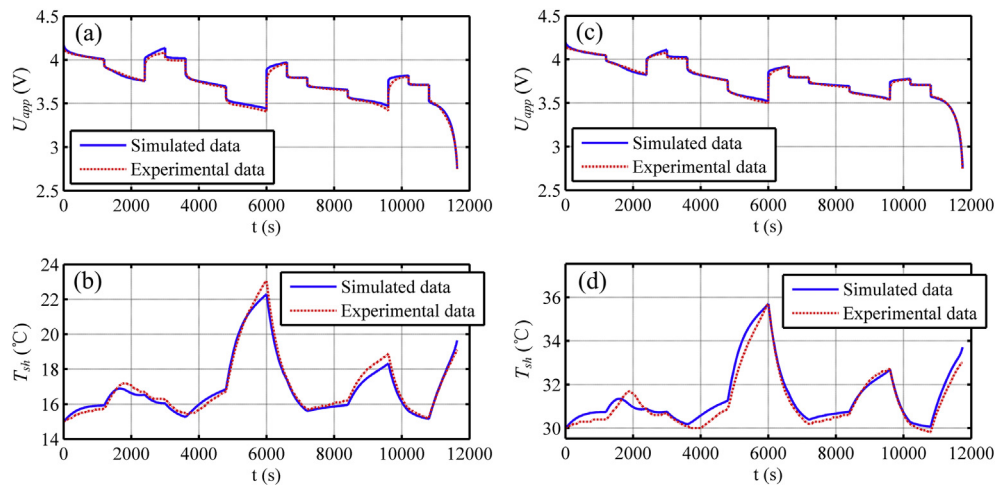 (a)
4.5
4
3.5
3
2.5
U_app (V)
Simulated data
Experimental data
0 2000 4000 6000 8000 10000 12000
t (s)
(c)
4.5
4
3.5
3
2.5
U_app (V)
Simulated data
Experimental data
0 2000 4000 6000 8000 10000 12000
t (s)
(b)
24
22
20
18
16
14
T_sh (℃)
Simulated data
Experimental data
0 2000 4000 6000 8000 10000 12000
t (s)
(d)
36
34
32
30
T_sh (℃)
Simulated data
Experimental data
0 2000 4000 6000 8000 10000 12000
t (s)